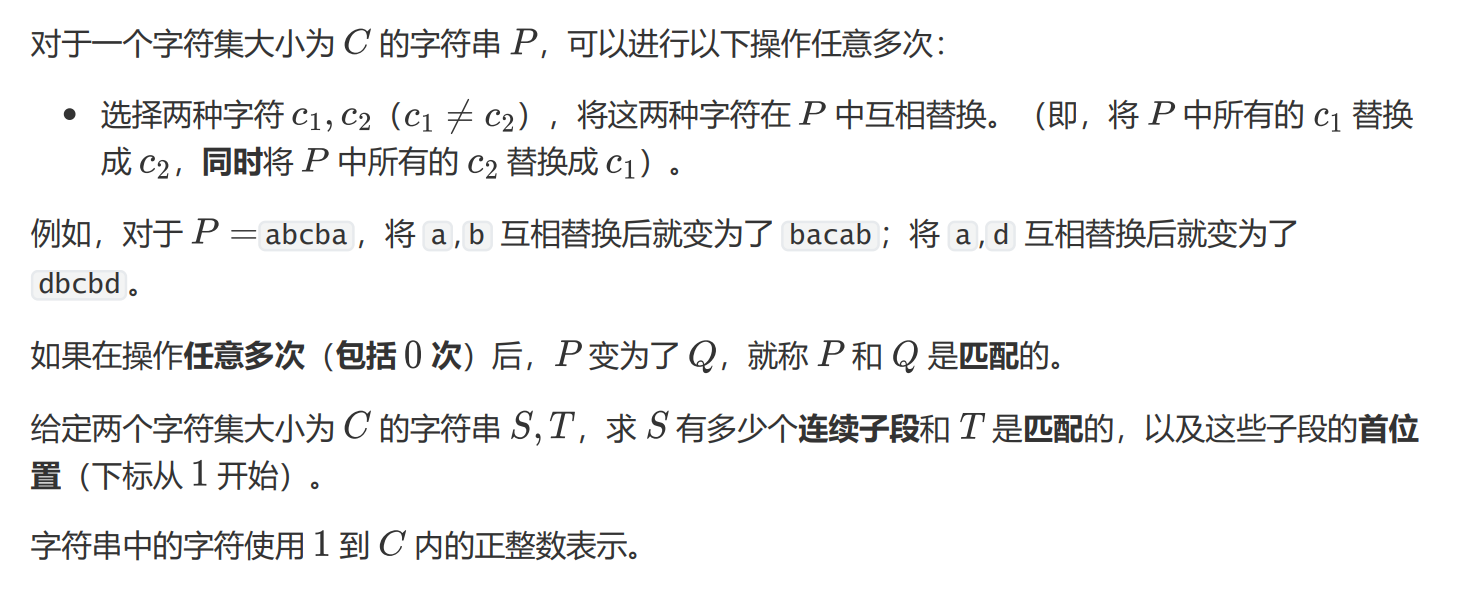 对于一个字符集大小为 C 的字符串 P，可以进行以下操作任意多次：
• 选择两种字符 c₁, c₂（c₁ ≠ c₂），将这两种字符在 P 中互相替换。（即，将 P 中所有的 c₁ 替换
成 c₂，同时将 P 中所有的 c₂ 替换成 c₁）。
例如，对于 P =abcba，将 a,b 互相替换后就变为了 bacab；将 a,d 互相替换后就变为了
dbcbd。
如果在操作任意多次（包括 0 次）后，P 变为了 Q，就称 P 和 Q 是匹配的。
给定两个字符集大小为 C 的字符串 S, T，求 S 有多少个连续子段和 T 是匹配的，以及这些子段的首位
置（下标从 1 开始）。
字符串中的字符使用 1 到 C 内的正整数表示。